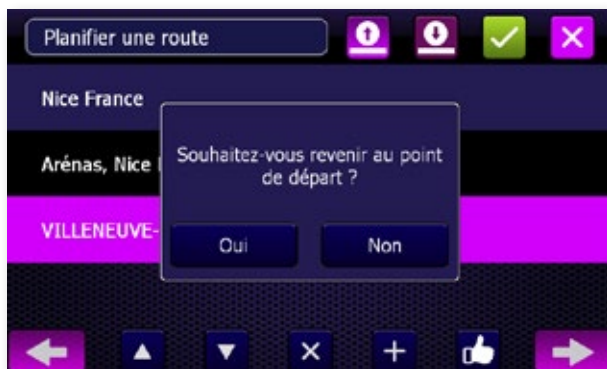 Planifier une route
Nice France
Arénas, Nice
Souhaitez-vous revenir au point
de départ ?
VILLENEUVE-
Oui
Non